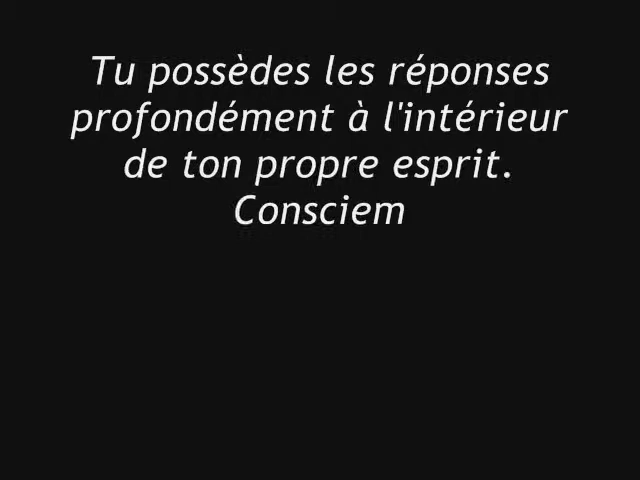 Tu possèdes les réponses
profondément à l'intérieur
de ton propre esprit.
Consciem